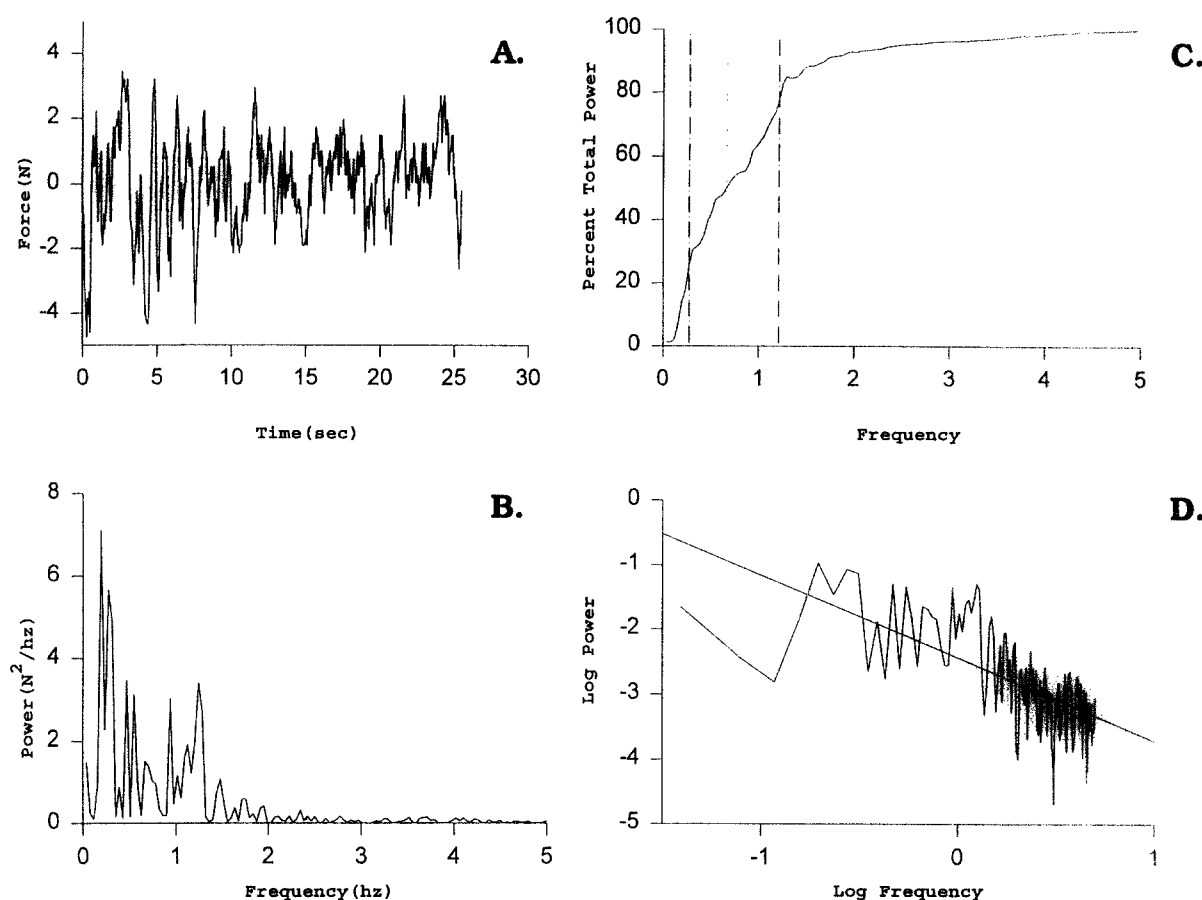 A.
4
2
0
-2
-4
Force(N)
0 5 10 15 20 25 30
Time(sec)
C.
100
80
60
40
20
0
Percent Total Power
0 1 2 3 4 5
Frequency
B.
8
6
4
2
0
Power(N^2/hz)
0 1 2 3 4 5
Frequency(hz)
D.
0
-1
-2
-3
-4
-5
Log Power
-1 0 1
Log Frequency